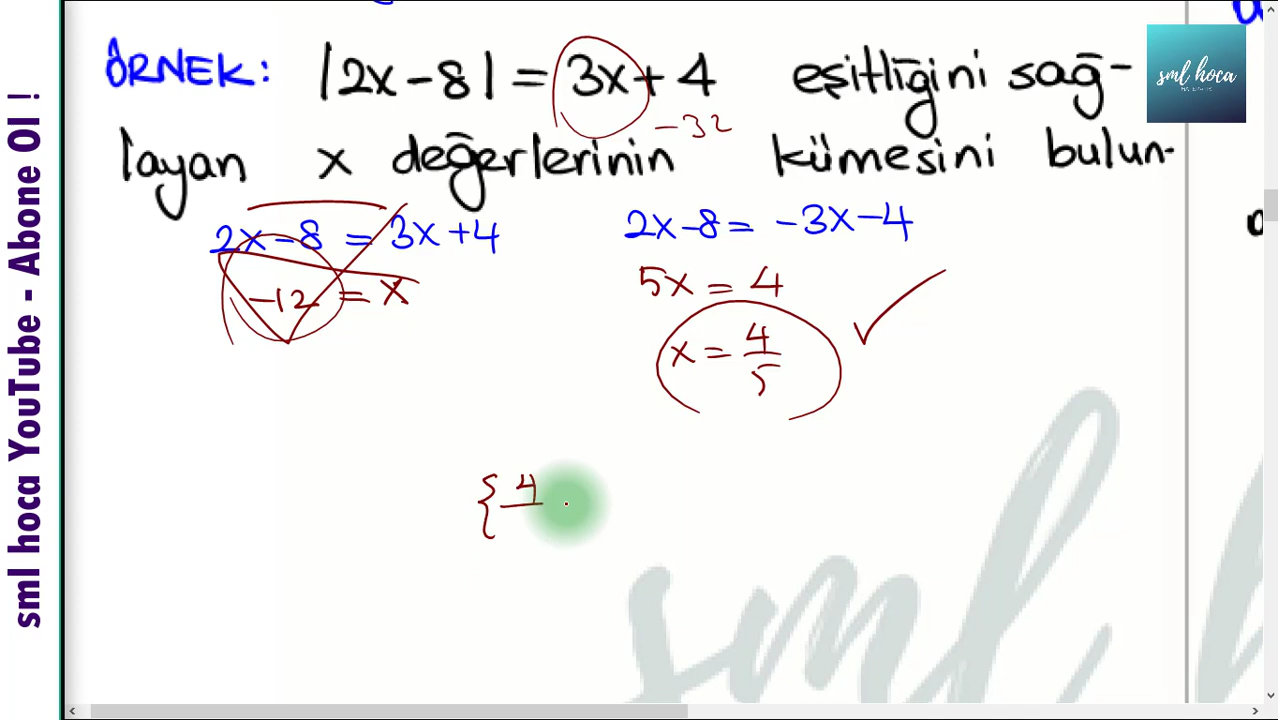 sml hoca YouTube - Abone Ol !
ÖRNEK: |2x-8| = 3x+4 eşitliğini sağ-
-32
layan x değerlerinin kümesini bulun-
2x-8 = 3x+4
-12 = x
2x-8 = -3x-4
5x = 4
x = 4/5
{4
sml hoca
sml